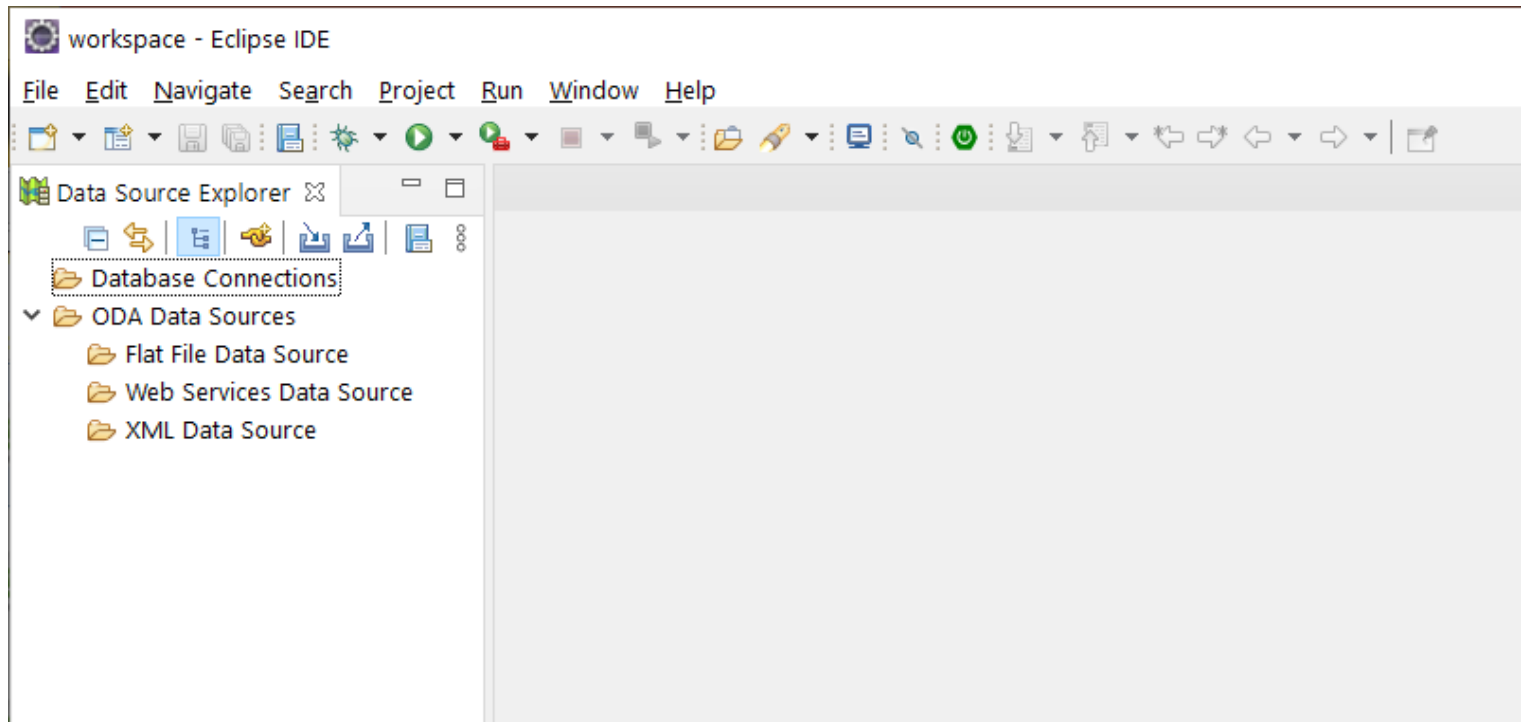 workspace - Eclipse IDE
File Edit Navigate Search Project Run Window Help
Data Source Explorer
Database Connections
ODA Data Sources
Flat File Data Source
Web Services Data Source
XML Data Source